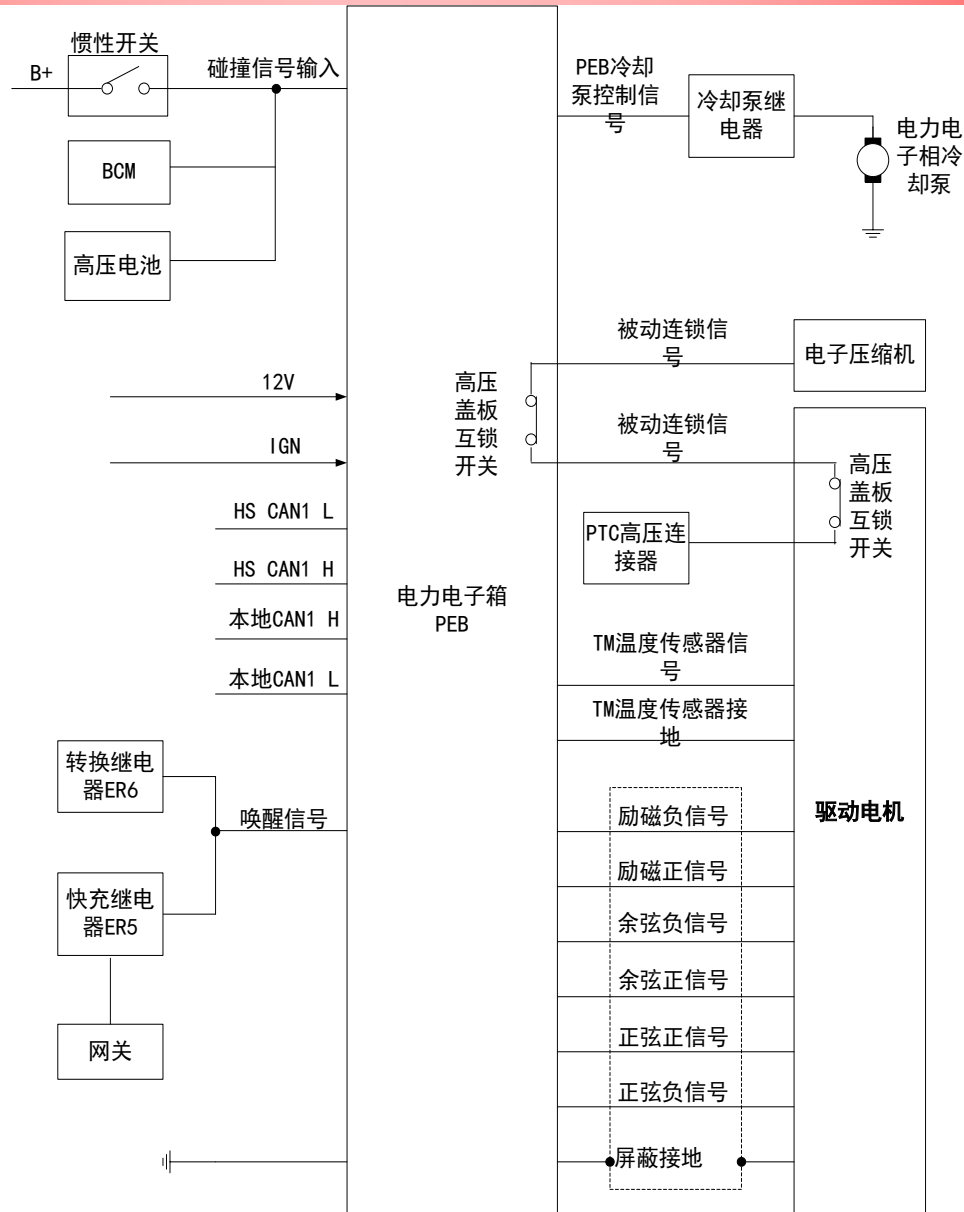 惯性开关
B+
碰撞信号输入
BCM
高压电池
12V
IGN
HS CAN1 L
HS CAN1 H
本地CAN1 H
本地CAN1 L
转换继电
器ER6
唤醒信号
快充继电
器ER5
网关
电力电子箱
PEB
高压
盖板
互锁
开关
PEB冷却
泵控制信
号
冷却泵继
电器
电力电
子相冷
却泵
被动连锁信
号
电子压缩机
被动连锁信
号
高压
盖板
互锁
开关
PTC高压连
接器
TM温度传感器信
号
TM温度传感器接
地
驱动电机
励磁负信号
励磁正信号
余弦负信号
余弦正信号
正弦正信号
正弦负信号
屏蔽接地